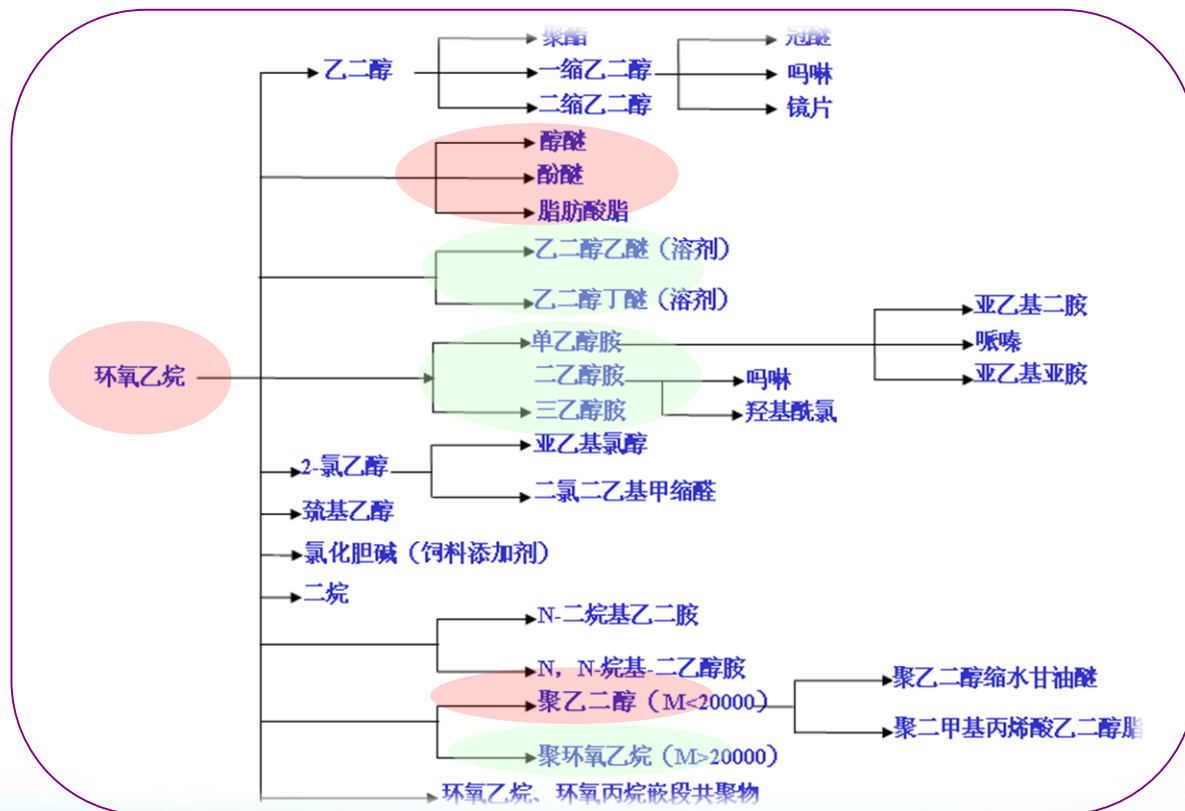 聚酯
冠醚
乙二醇
一缩乙二醇
吗啉
二缩乙二醇
镜片
醇醚
酚醚
脂肪酸脂
乙二醇乙醚（溶剂）
乙二醇丁醚（溶剂）
亚乙基二胺
单乙醇胺
哌嗪
环氧乙烷
二乙醇胺
吗啉
亚乙基亚胺
三乙醇胺
羟基酰氯
亚乙基氯醇
2-氯乙醇
二氯二乙基甲缩醛
巯基乙醇
氯化胆碱（饲料添加剂）
二烷
N-二烷基乙二胺
N，N-烷基-二乙醇胺
聚乙二醇缩水甘油醚
聚乙二醇（M<20000）
聚二甲基丙烯酸乙二醇脂
聚环氧乙烷（M>20000）
环氧乙烷、环氧丙烷嵌段共聚物